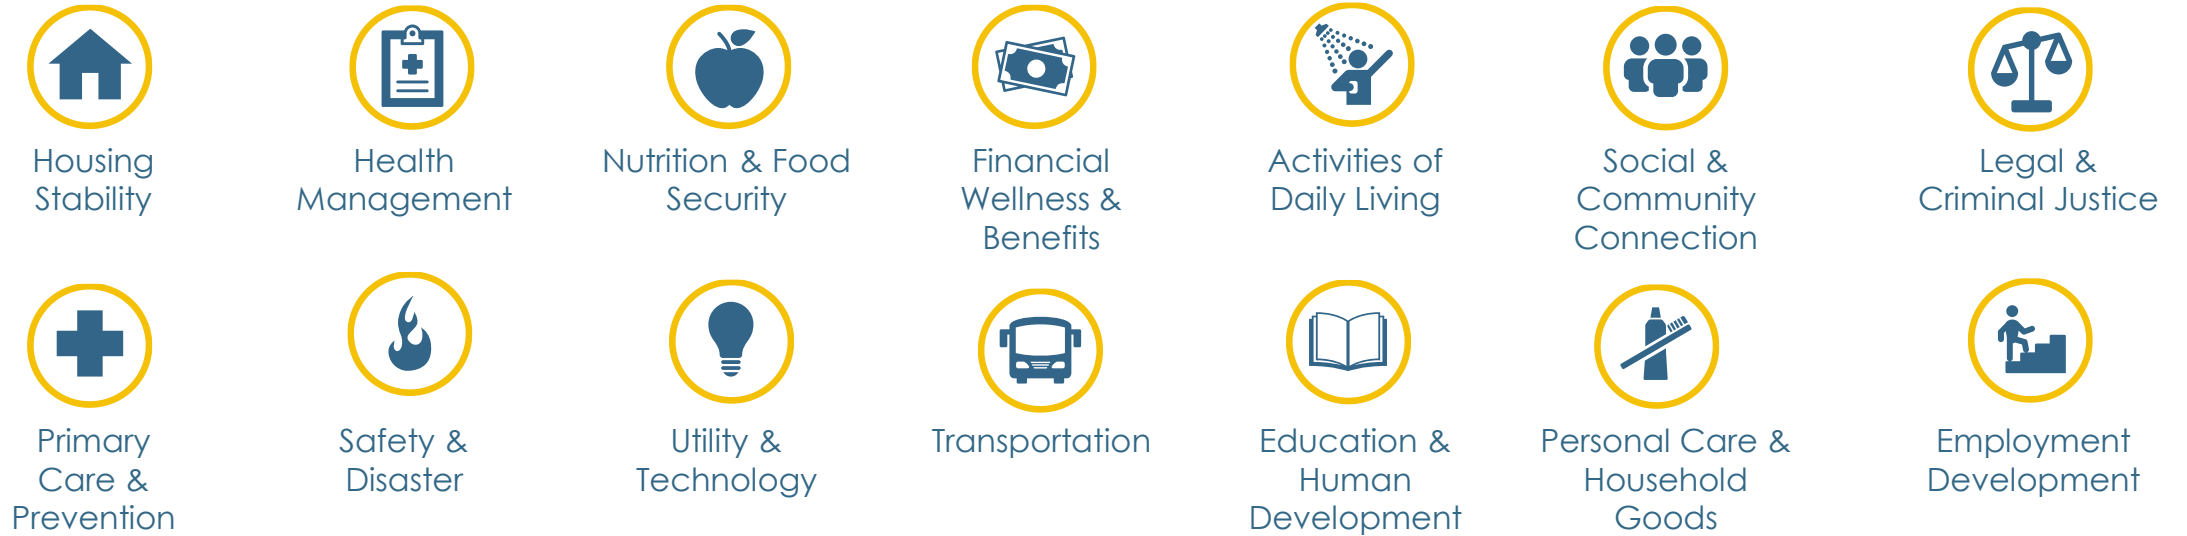 Housing
Stability
Health
Management
Nutrition & Food
Security
Financial
Wellness &
Benefits
Activities of
Daily Living
Social &
Community
Connection
Legal &
Criminal Justice
Primary
Care &
Prevention
Safety &
Disaster
Utility &
Technology
Transportation
Education &
Human
Development
Personal Care &
Household
Goods
Employment
Development